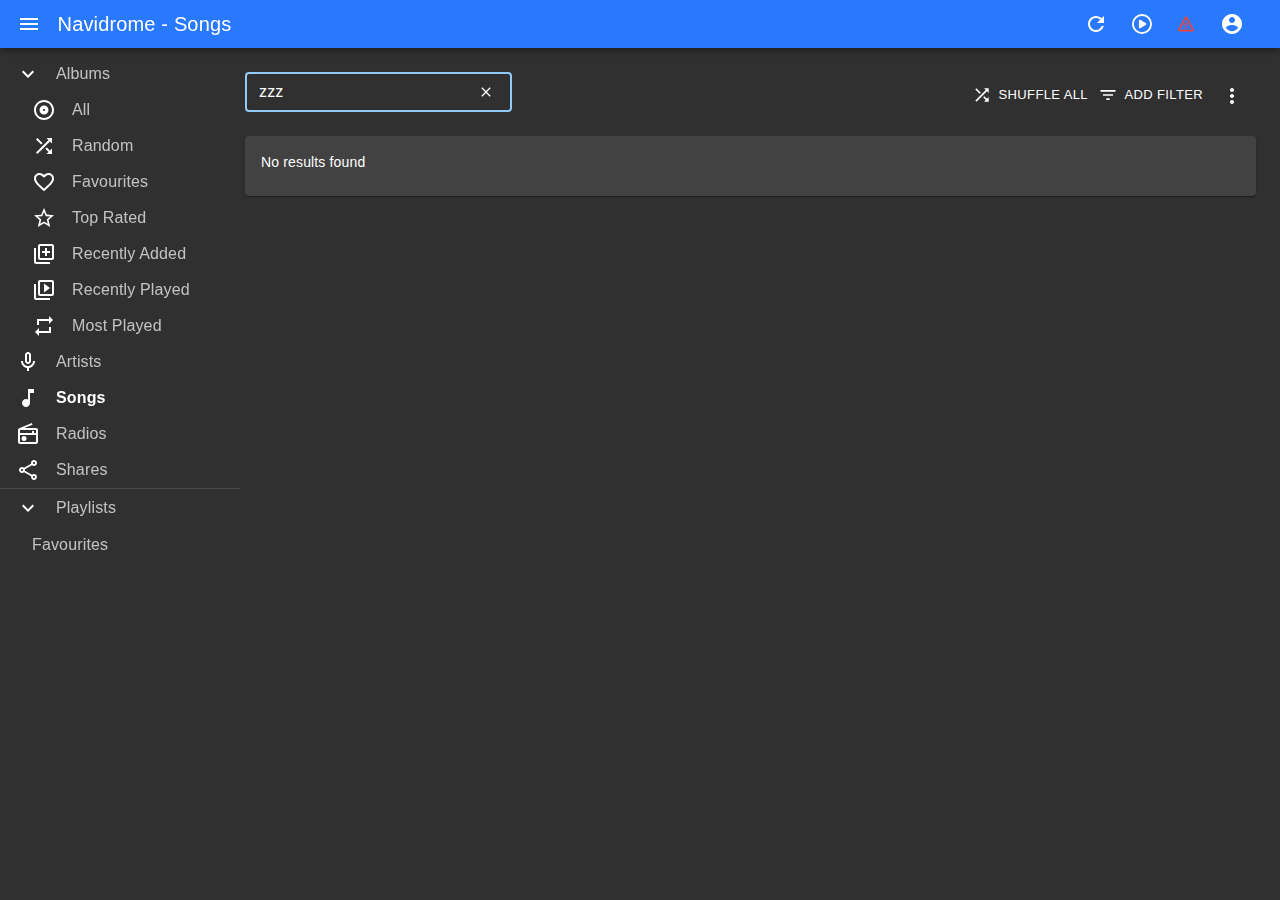 Navidrome - Songs
Albums
All
Random
Favourites
Top Rated
Recently Added
Recently Played
Most Played
Artists
Songs
Radios
Shares
Playlists
Favourites
zzz
SHUFFLE ALL
ADD FILTER
No results found